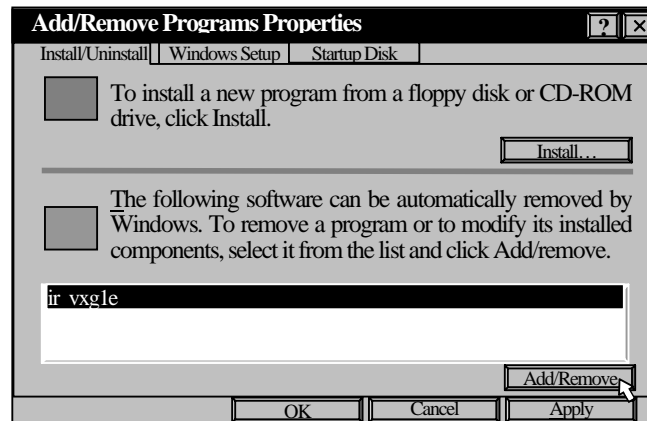 Add/Remove Programs Properties
? ×
Install/Uninstall Windows Setup Startup Disk
To install a new program from a floppy disk or CD-ROM
drive, click Install.
Install…
The following software can be automatically removed by
Windows. To remove a program or to modify its installed
components, select it from the list and click Add/remove.
ir vxgle
Add/Remove
OK Cancel Apply